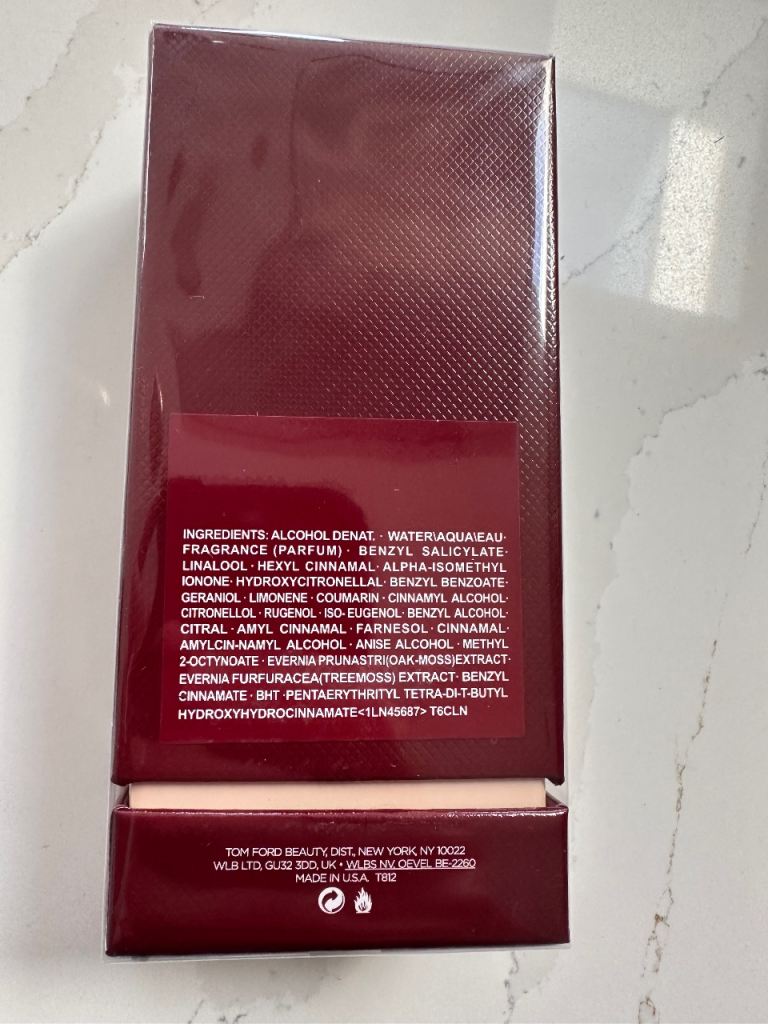 INGREDIENTS: ALCOHOL DENAT. · WATER\AQUA\EAU·
FRAGRANCE (PARFUM) · BENZYL SALICYLATE·
LINALOOL · HEXYL CINNAMAL · ALPHA-ISOMETHYL
IONONE · HYDROXYCITRONELLAL · BENZYL BENZOATE·
GERANIOL · LIMONENE · COUMARIN · CINNAMYL ALCOHOL·
CITRONELLOL · RUGENOL · ISO-EUGENOL · BENZYL ALCOHOL·
CITRAL · AMYL CINNAMAL · FARNESOL · CINNAMAL·
AMYLCIN-NAMYL ALCOHOL · ANISE ALCOHOL · METHYL
2-OCTYNOATE · EVERNIA PRUNASTRI(OAK-MOSS)EXTRACT·
EVERNIA FURFURACEA(TREEMOSS) EXTRACT · BENZYL
CINNAMATE · BHT · PENTAERYTHRITYL TETRA-DI-T-BUTYL
HYDROXYHYDROCINNAMATE<1LN45687> T6CLN
TOM FORD BEAUTY, DIST., NEW YORK, NY 10022
WLB LTD, GU32 3DD, UK • WLBS NV. OEVEL BE-2260
MADE IN U.S.A. T812